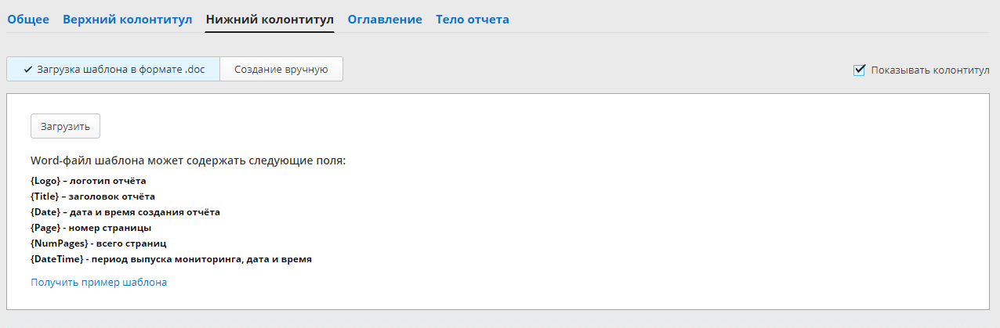 Общее Верхний колонтитул Нижний колонтитул Оглавление Тело отчета
Загрузка шаблона в формате .doc Создание вручную Показывать колонтитул
Загрузить
Word-файл шаблона может содержать следующие поля:
{Logo} – логотип отчёта
{Title} – заголовок отчёта
{Date} – дата и время создания отчёта
{Page} - номер страницы
{NumPages} - всего страниц
{DateTime} - период выпуска мониторинга, дата и время
Получить пример шаблона